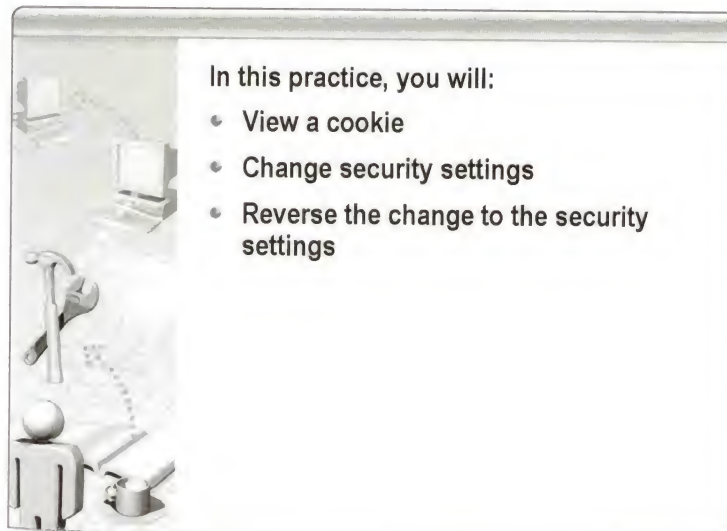 In this practice, you will:
View a cookie
Change security settings
Reverse the change to the security
settings